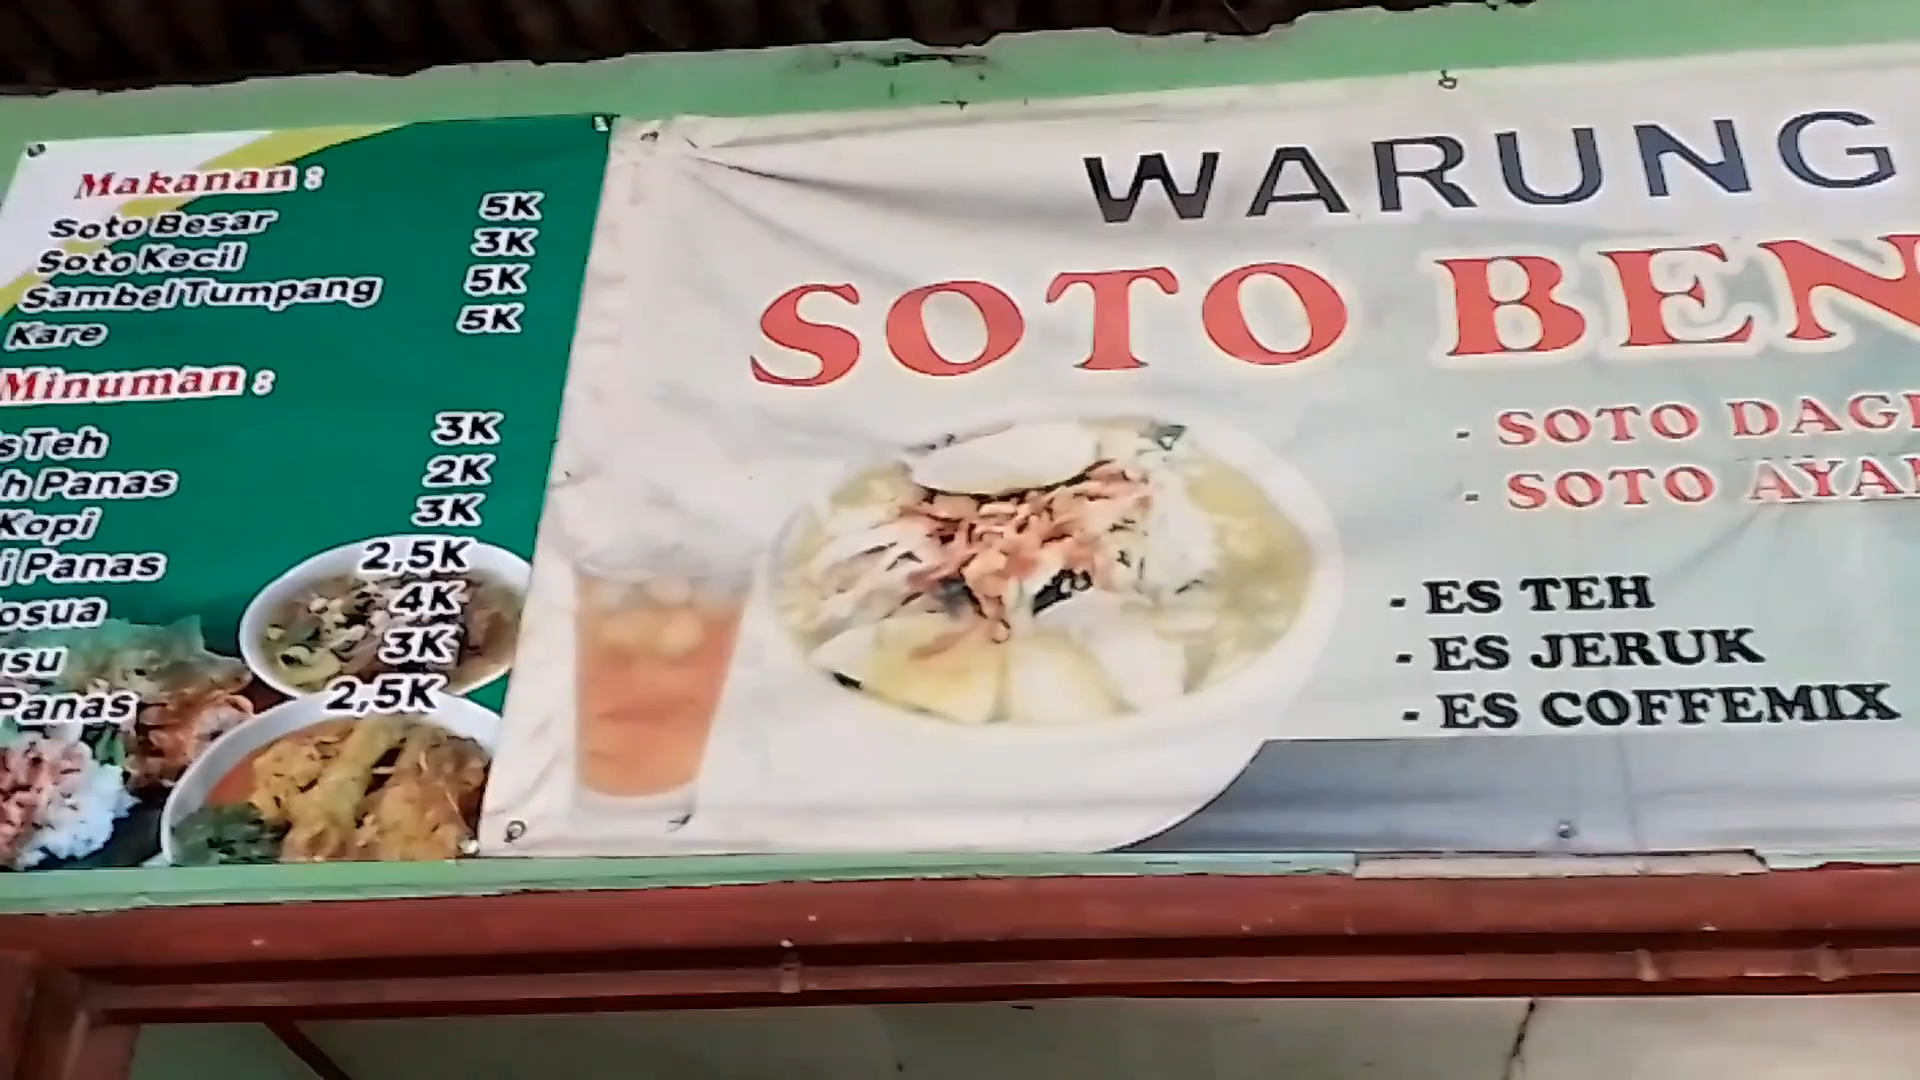 Makanan :
Soto Besar 5K
Soto Kecil 3K
Sambel Tumpang 5K
Kare 5K
Minuman :
s Teh 3K
h Panas 2K
Kopi 3K
i Panas 2,5K
osua 4K
usu 3K
Panas 2,5K
WARUNG
SOTO BEN
- SOTO DAGI
- SOTO AYA
- ES TEH
- ES JERUK
- ES COFFEMIX